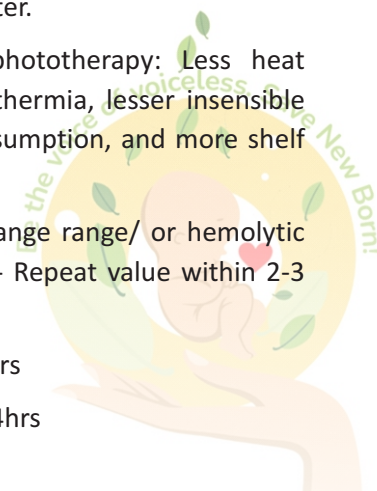 ter.
phototherapy: Less heat
thermia, lesser insensible
sumption, and more shelf
ange range/ or hemolytic
- Repeat value within 2-3
rs
4hrs
Be the voice of voiceless, Save New Born!